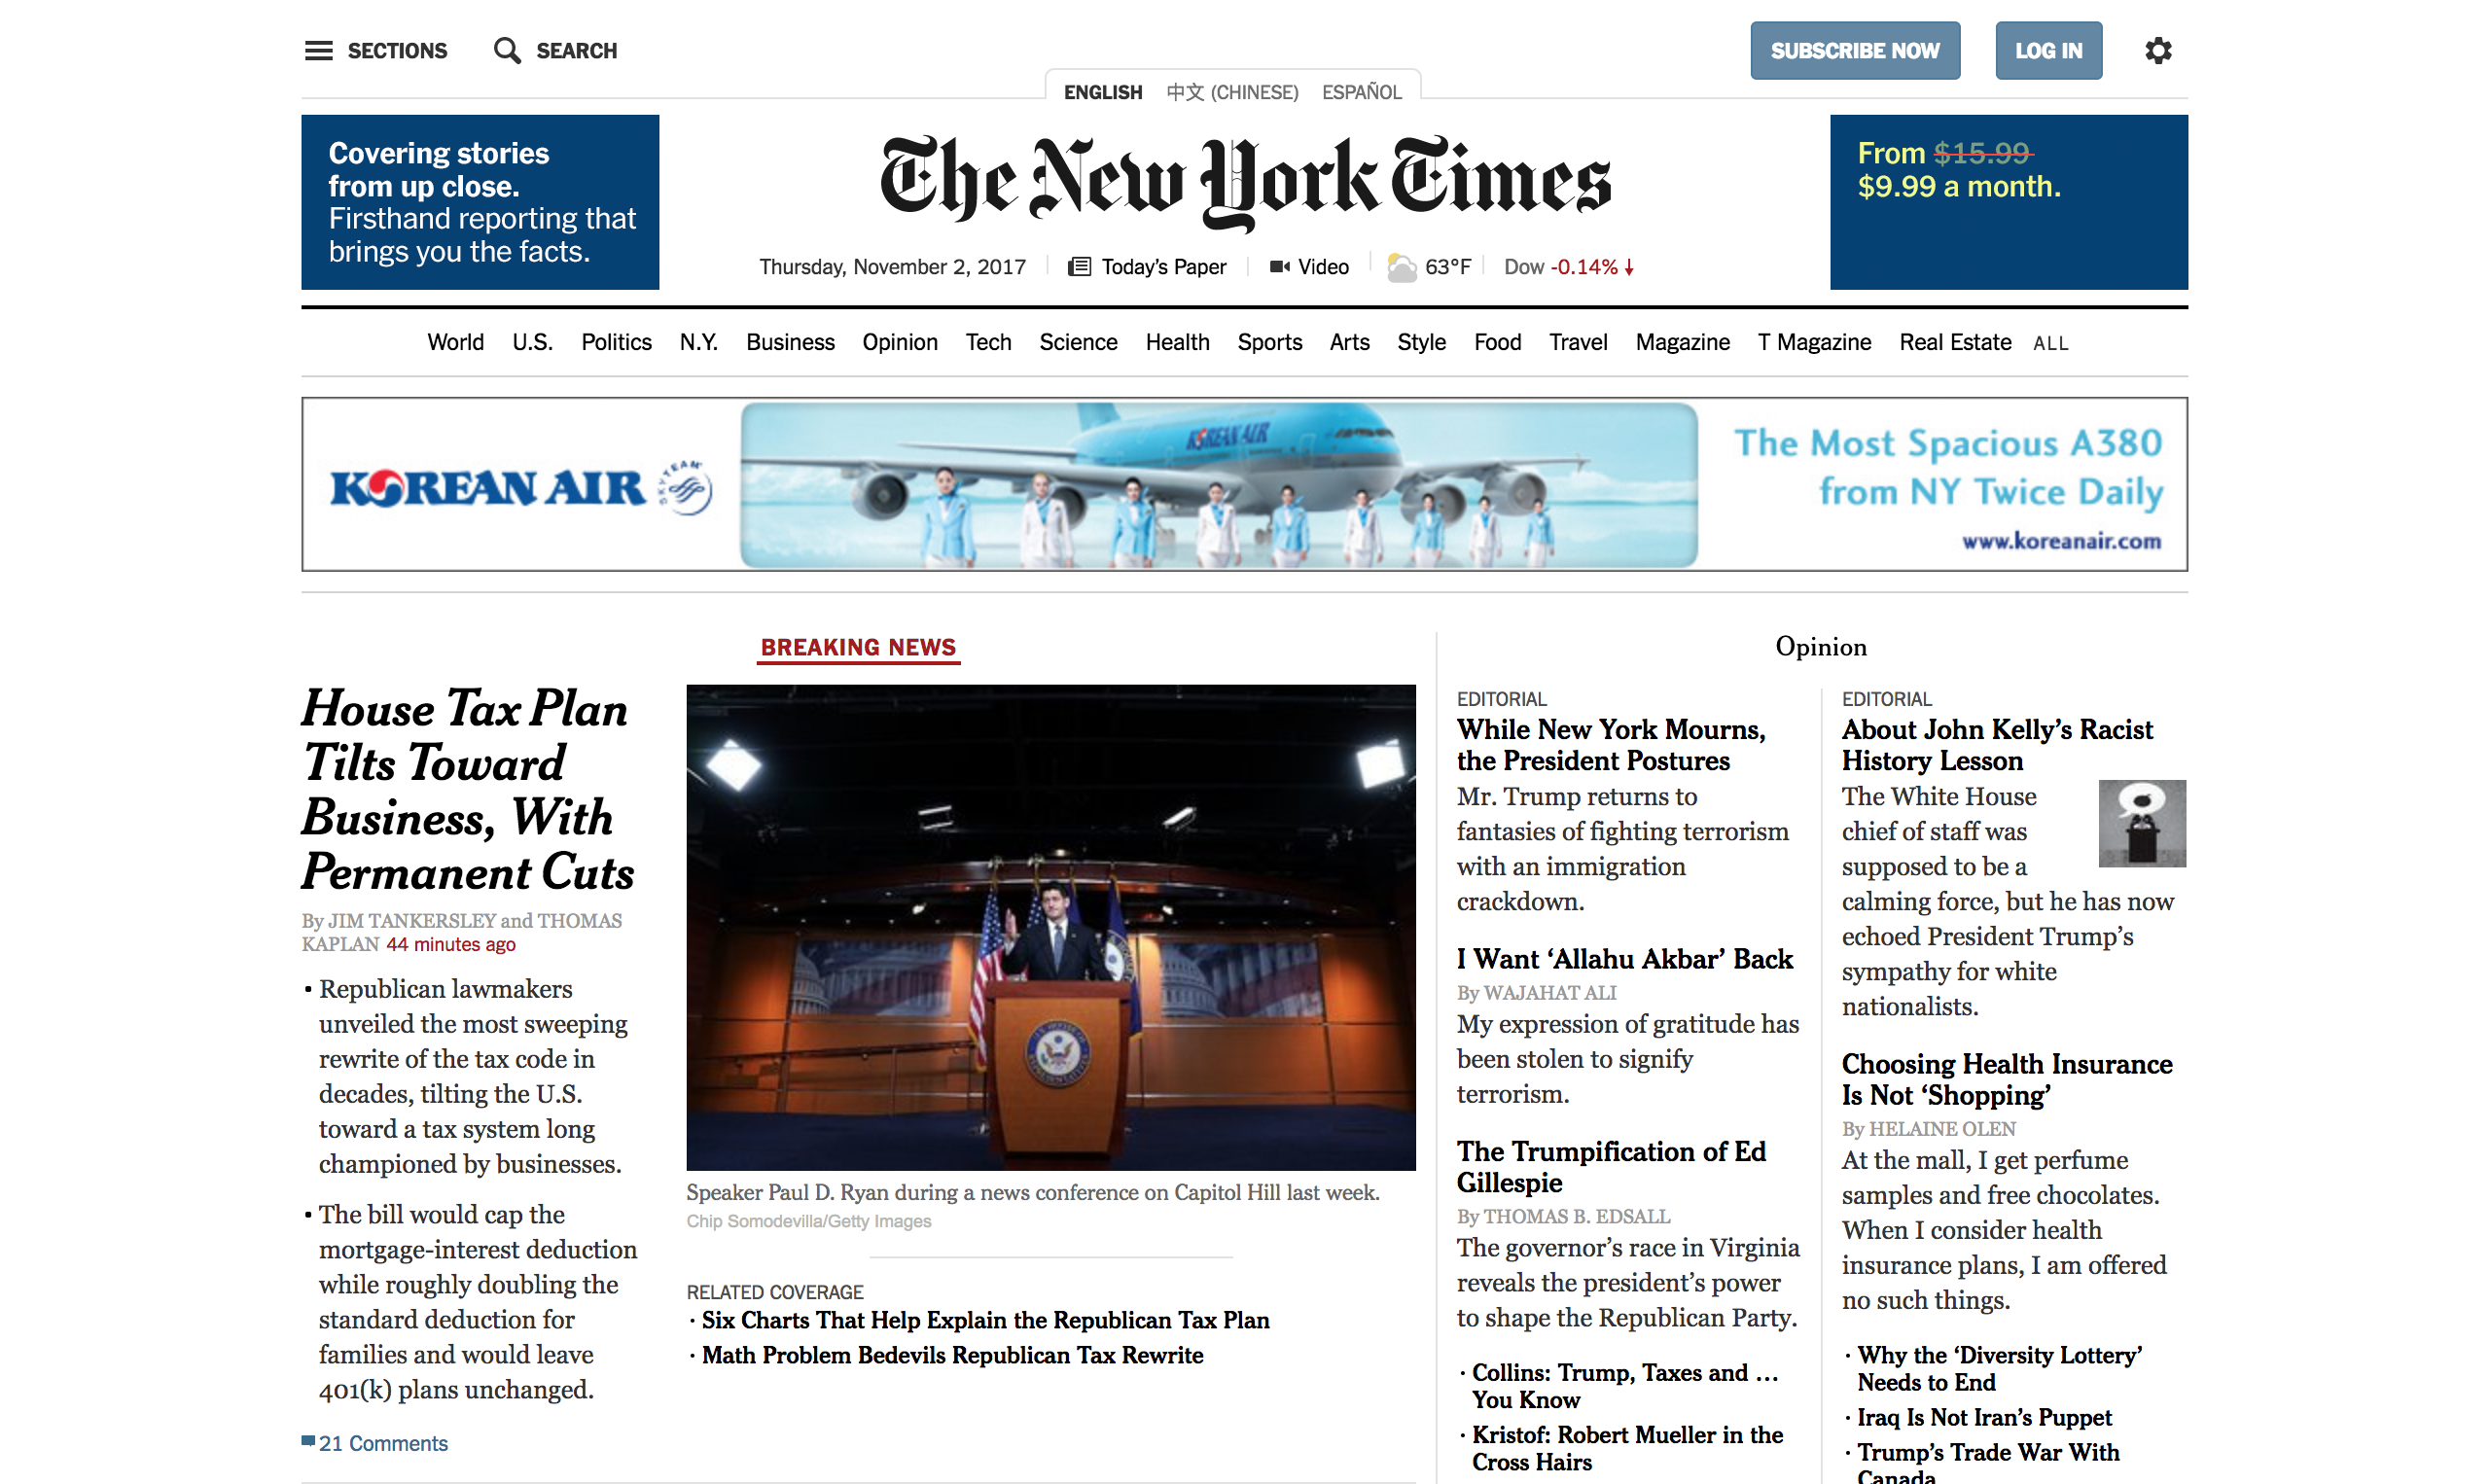 SECTIONS SEARCH SUBSCRIBE NOW LOG IN
ENGLISH 中文 (CHINESE) ESPAÑOL
Covering stories
from up close.
Firsthand reporting that
brings you the facts.
The New York Times
From $15.99
$9.99 a month.
Thursday, November 2, 2017 Today's Paper Video 63°F Dow -0.14%
World U.S. Politics N.Y. Business Opinion Tech Science Health Sports Arts Style Food Travel Magazine T Magazine Real Estate ALL
KOREAN AIR
SKYTEAM
KOREAN AIR
The Most Spacious A380
from NY Twice Daily
www.koreanair.com
BREAKING NEWS
House Tax Plan
Tilts Toward
Business, With
Permanent Cuts
By JIM TANKERSLEY and THOMAS
KAPLAN 44 minutes ago
• Republican lawmakers
unveiled the most sweeping
rewrite of the tax code in
decades, tilting the U.S.
toward a tax system long
championed by businesses.
• The bill would cap the
mortgage-interest deduction
while roughly doubling the
standard deduction for
families and would leave
401(k) plans unchanged.
21 Comments
Speaker Paul D. Ryan during a news conference on Capitol Hill last week.
Chip Somodevilla/Getty Images
RELATED COVERAGE
· Six Charts That Help Explain the Republican Tax Plan
· Math Problem Bedevils Republican Tax Rewrite
Opinion
EDITORIAL
While New York Mourns,
the President Postures
Mr. Trump returns to
fantasies of fighting terrorism
with an immigration
crackdown.
I Want ‘Allahu Akbar’ Back
By WAJAHAT ALI
My expression of gratitude has
been stolen to signify
terrorism.
The Trumpification of Ed
Gillespie
By THOMAS B. EDSALL
The governor’s race in Virginia
reveals the president’s power
to shape the Republican Party.
· Collins: Trump, Taxes and …
You Know
· Kristof: Robert Mueller in the
Cross Hairs
EDITORIAL
About John Kelly’s Racist
History Lesson
The White House
chief of staff was
supposed to be a
calming force, but he has now
echoed President Trump’s
sympathy for white
nationalists.
Choosing Health Insurance
Is Not ‘Shopping’
By HELAINE OLEN
At the mall, I get perfume
samples and free chocolates.
When I consider health
insurance plans, I am offered
no such things.
· Why the ‘Diversity Lottery’
Needs to End
· Iraq Is Not Iran’s Puppet
· Trump’s Trade War With
Canada